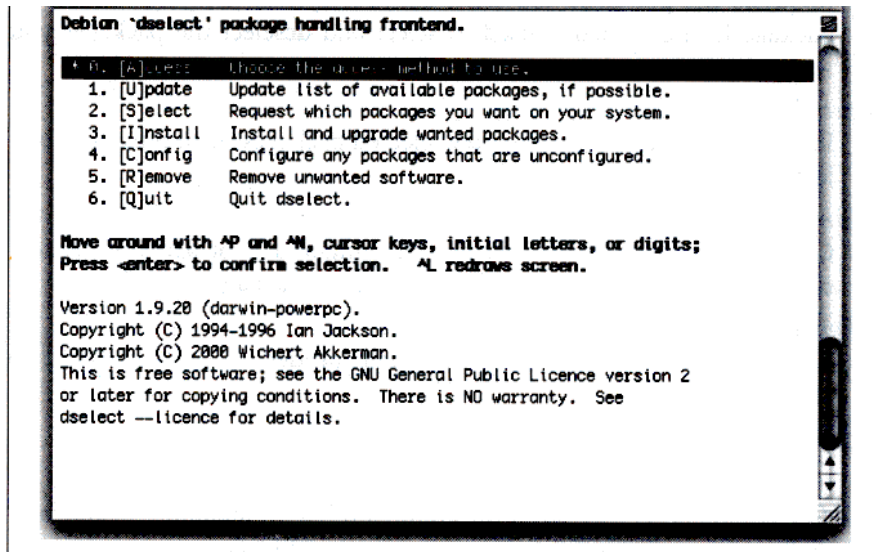 Debian `dselect' package handling frontend.
* 0. [A]ccess Choose the access method to use.
1. [U]pdate Update list of available packages, if possible.
2. [S]elect Request which packages you want on your system.
3. [I]nstall Install and upgrade wanted packages.
4. [C]onfig Configure any packages that are unconfigured.
5. [R]emove Remove unwanted software.
6. [Q]uit Quit dselect.
Move around with ^P and ^N, cursor keys, initial letters, or digits;
Press <enter> to confirm selection. ^L redraws screen.
Version 1.9.20 (darwin-powerpc).
Copyright (C) 1994-1996 Ian Jackson.
Copyright (C) 2000 Wichert Akkerman.
This is free software; see the GNU General Public Licence version 2
or later for copying conditions. There is NO warranty. See
dselect --licence for details.